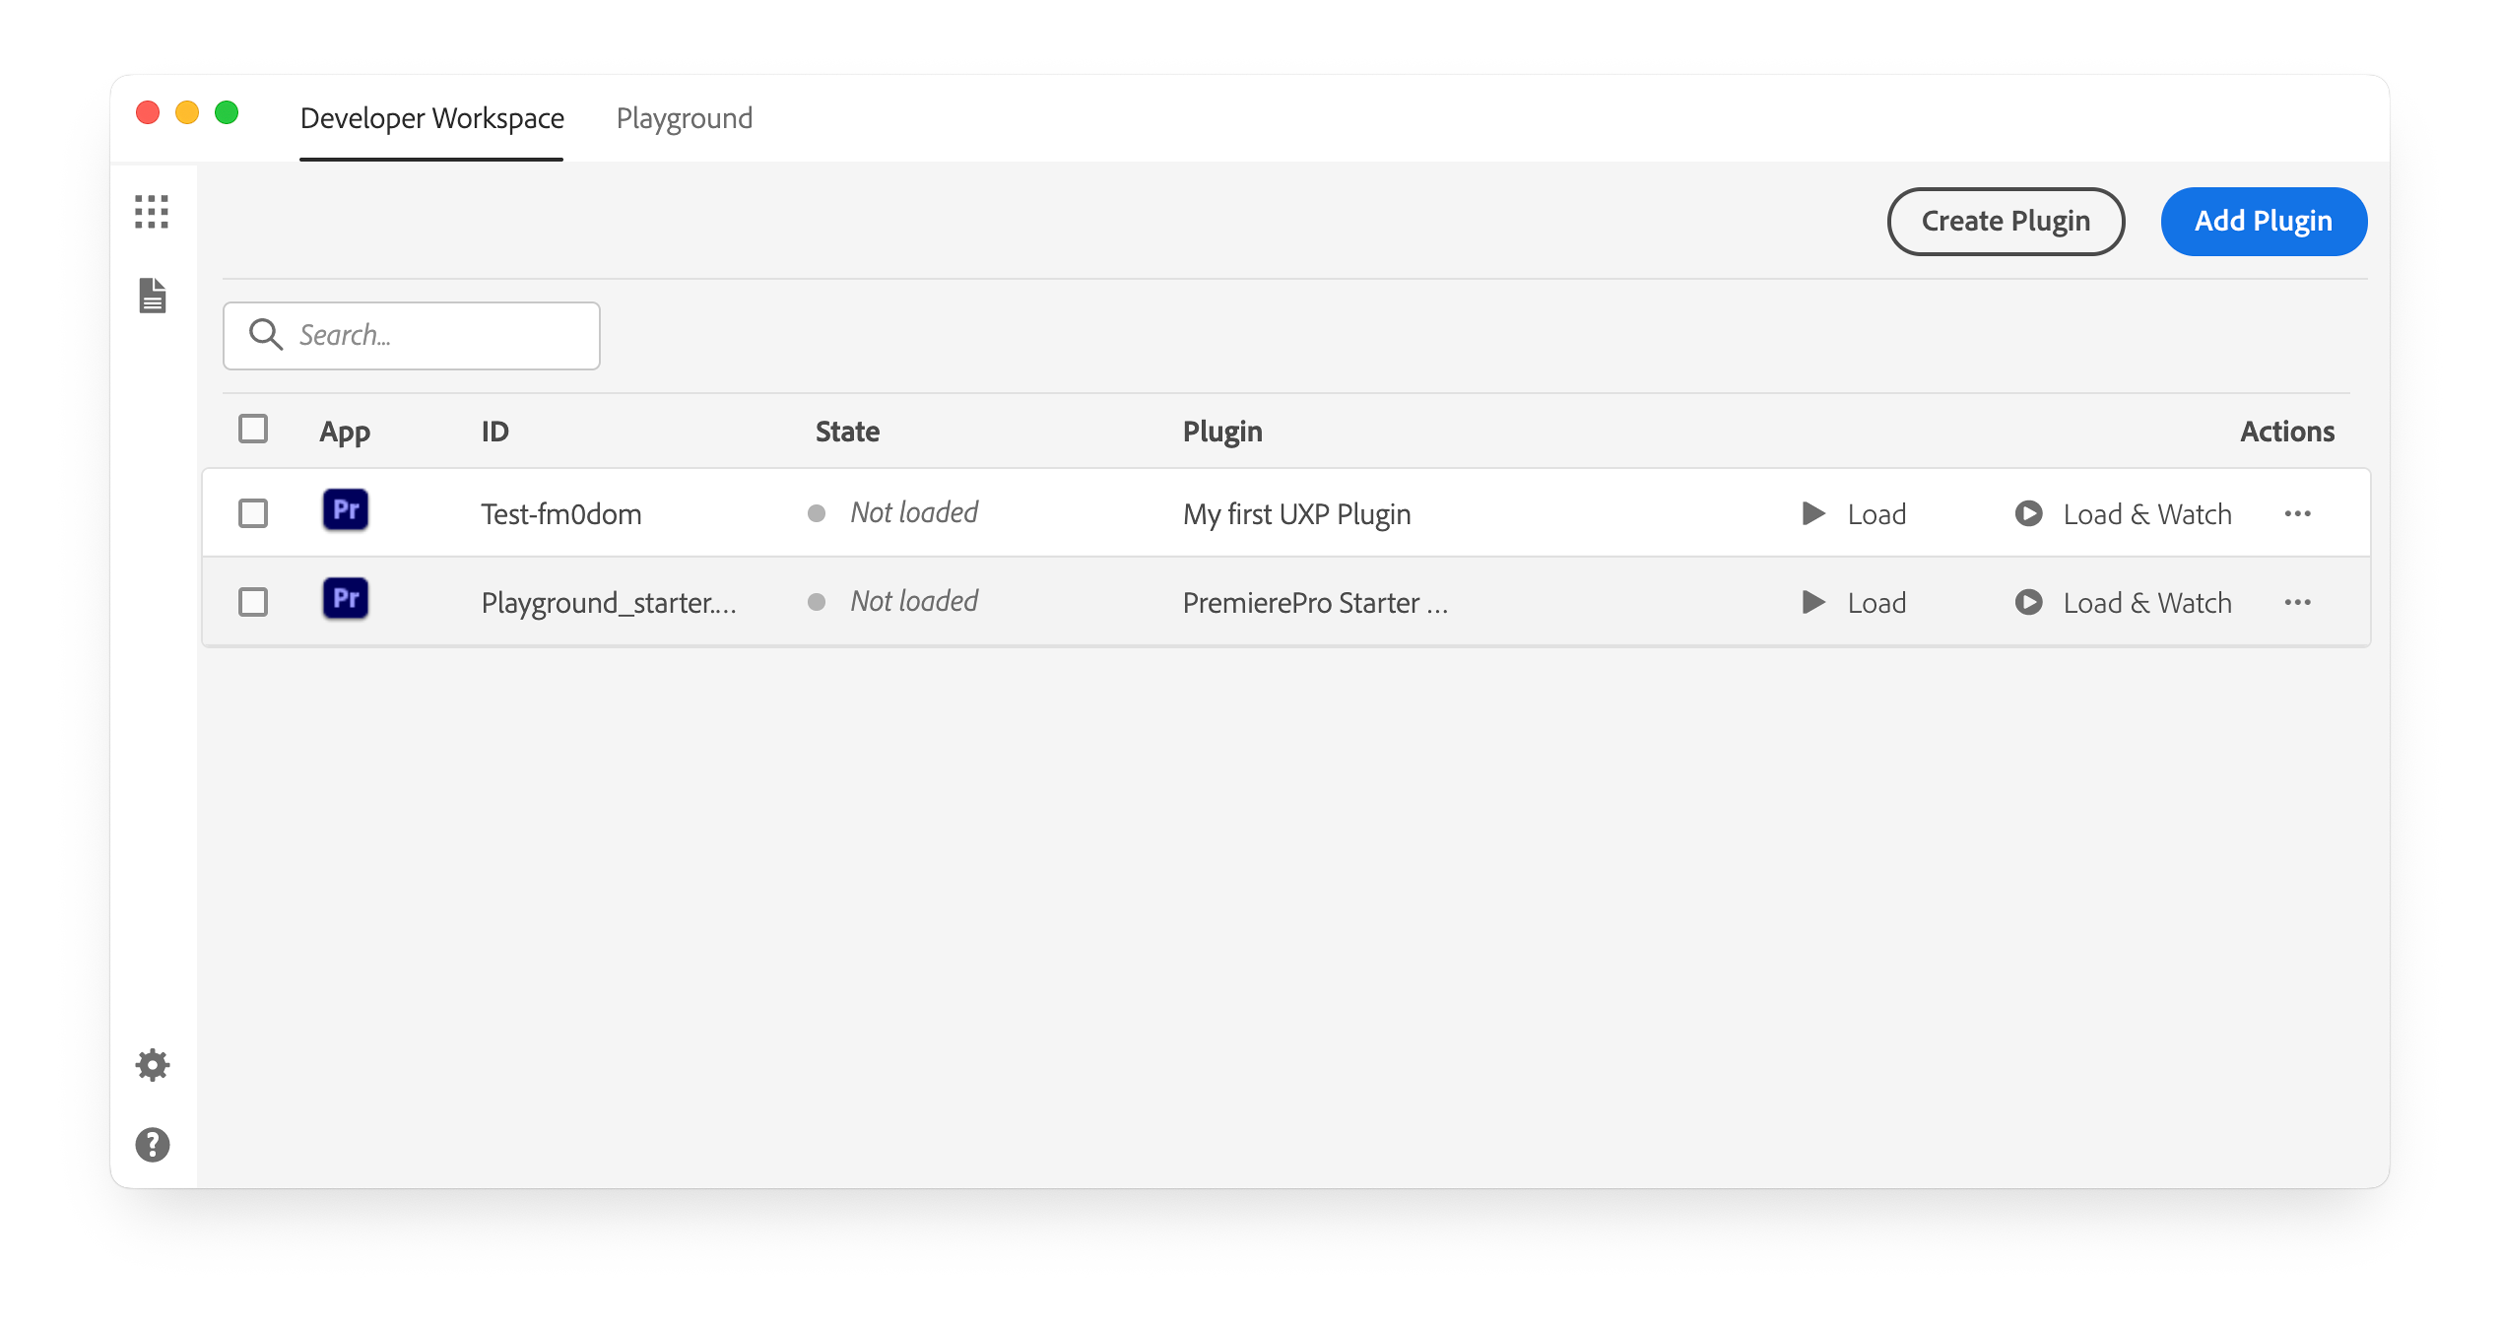 Developer Workspace Playground
Create Plugin Add Plugin
Search...
App ID State Plugin Actions
Pr Test-fm0dom Not loaded My first UXP Plugin Load Load & Watch ...
Pr Playground_starter.... Not loaded PremierePro Starter ... Load Load & Watch ...
?